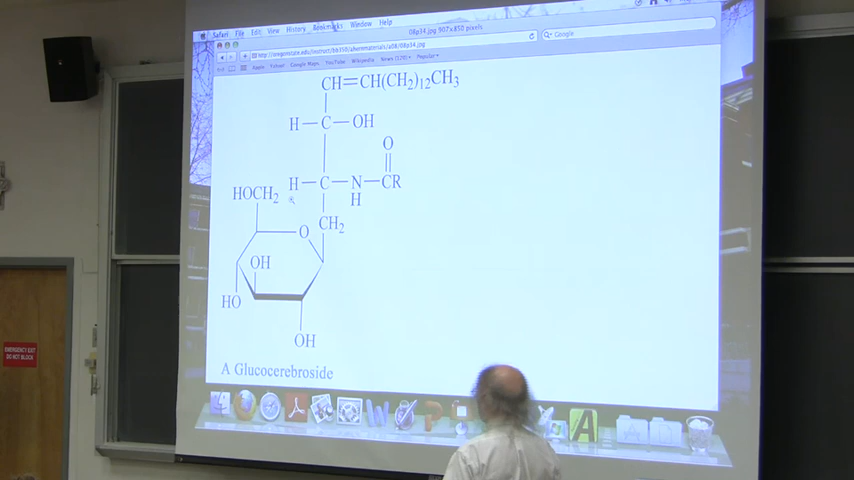 Safari File Edit View History Bookmarks Window Help
08p34.jpg 907×850 pixels
Google
Apple Yahoo! Google Maps YouTube Wikipedia News (129) Popular
CH=CH(CH2)12CH3
H—C—OH
O
H—C—N—CR
H
HOCH2
CH2
O
OH
HO
OH
A Glucocerebroside
EMERGENCY EXIT
DO NOT BLOCK